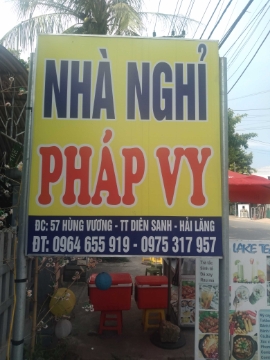 NHÀ NGHỈ
PHÁP VY
ĐC: 57 HÙNG VƯƠNG - TT DIÊN SANH - HẢI LĂNG
ĐT: 0964 655 919 - 0975 317 957